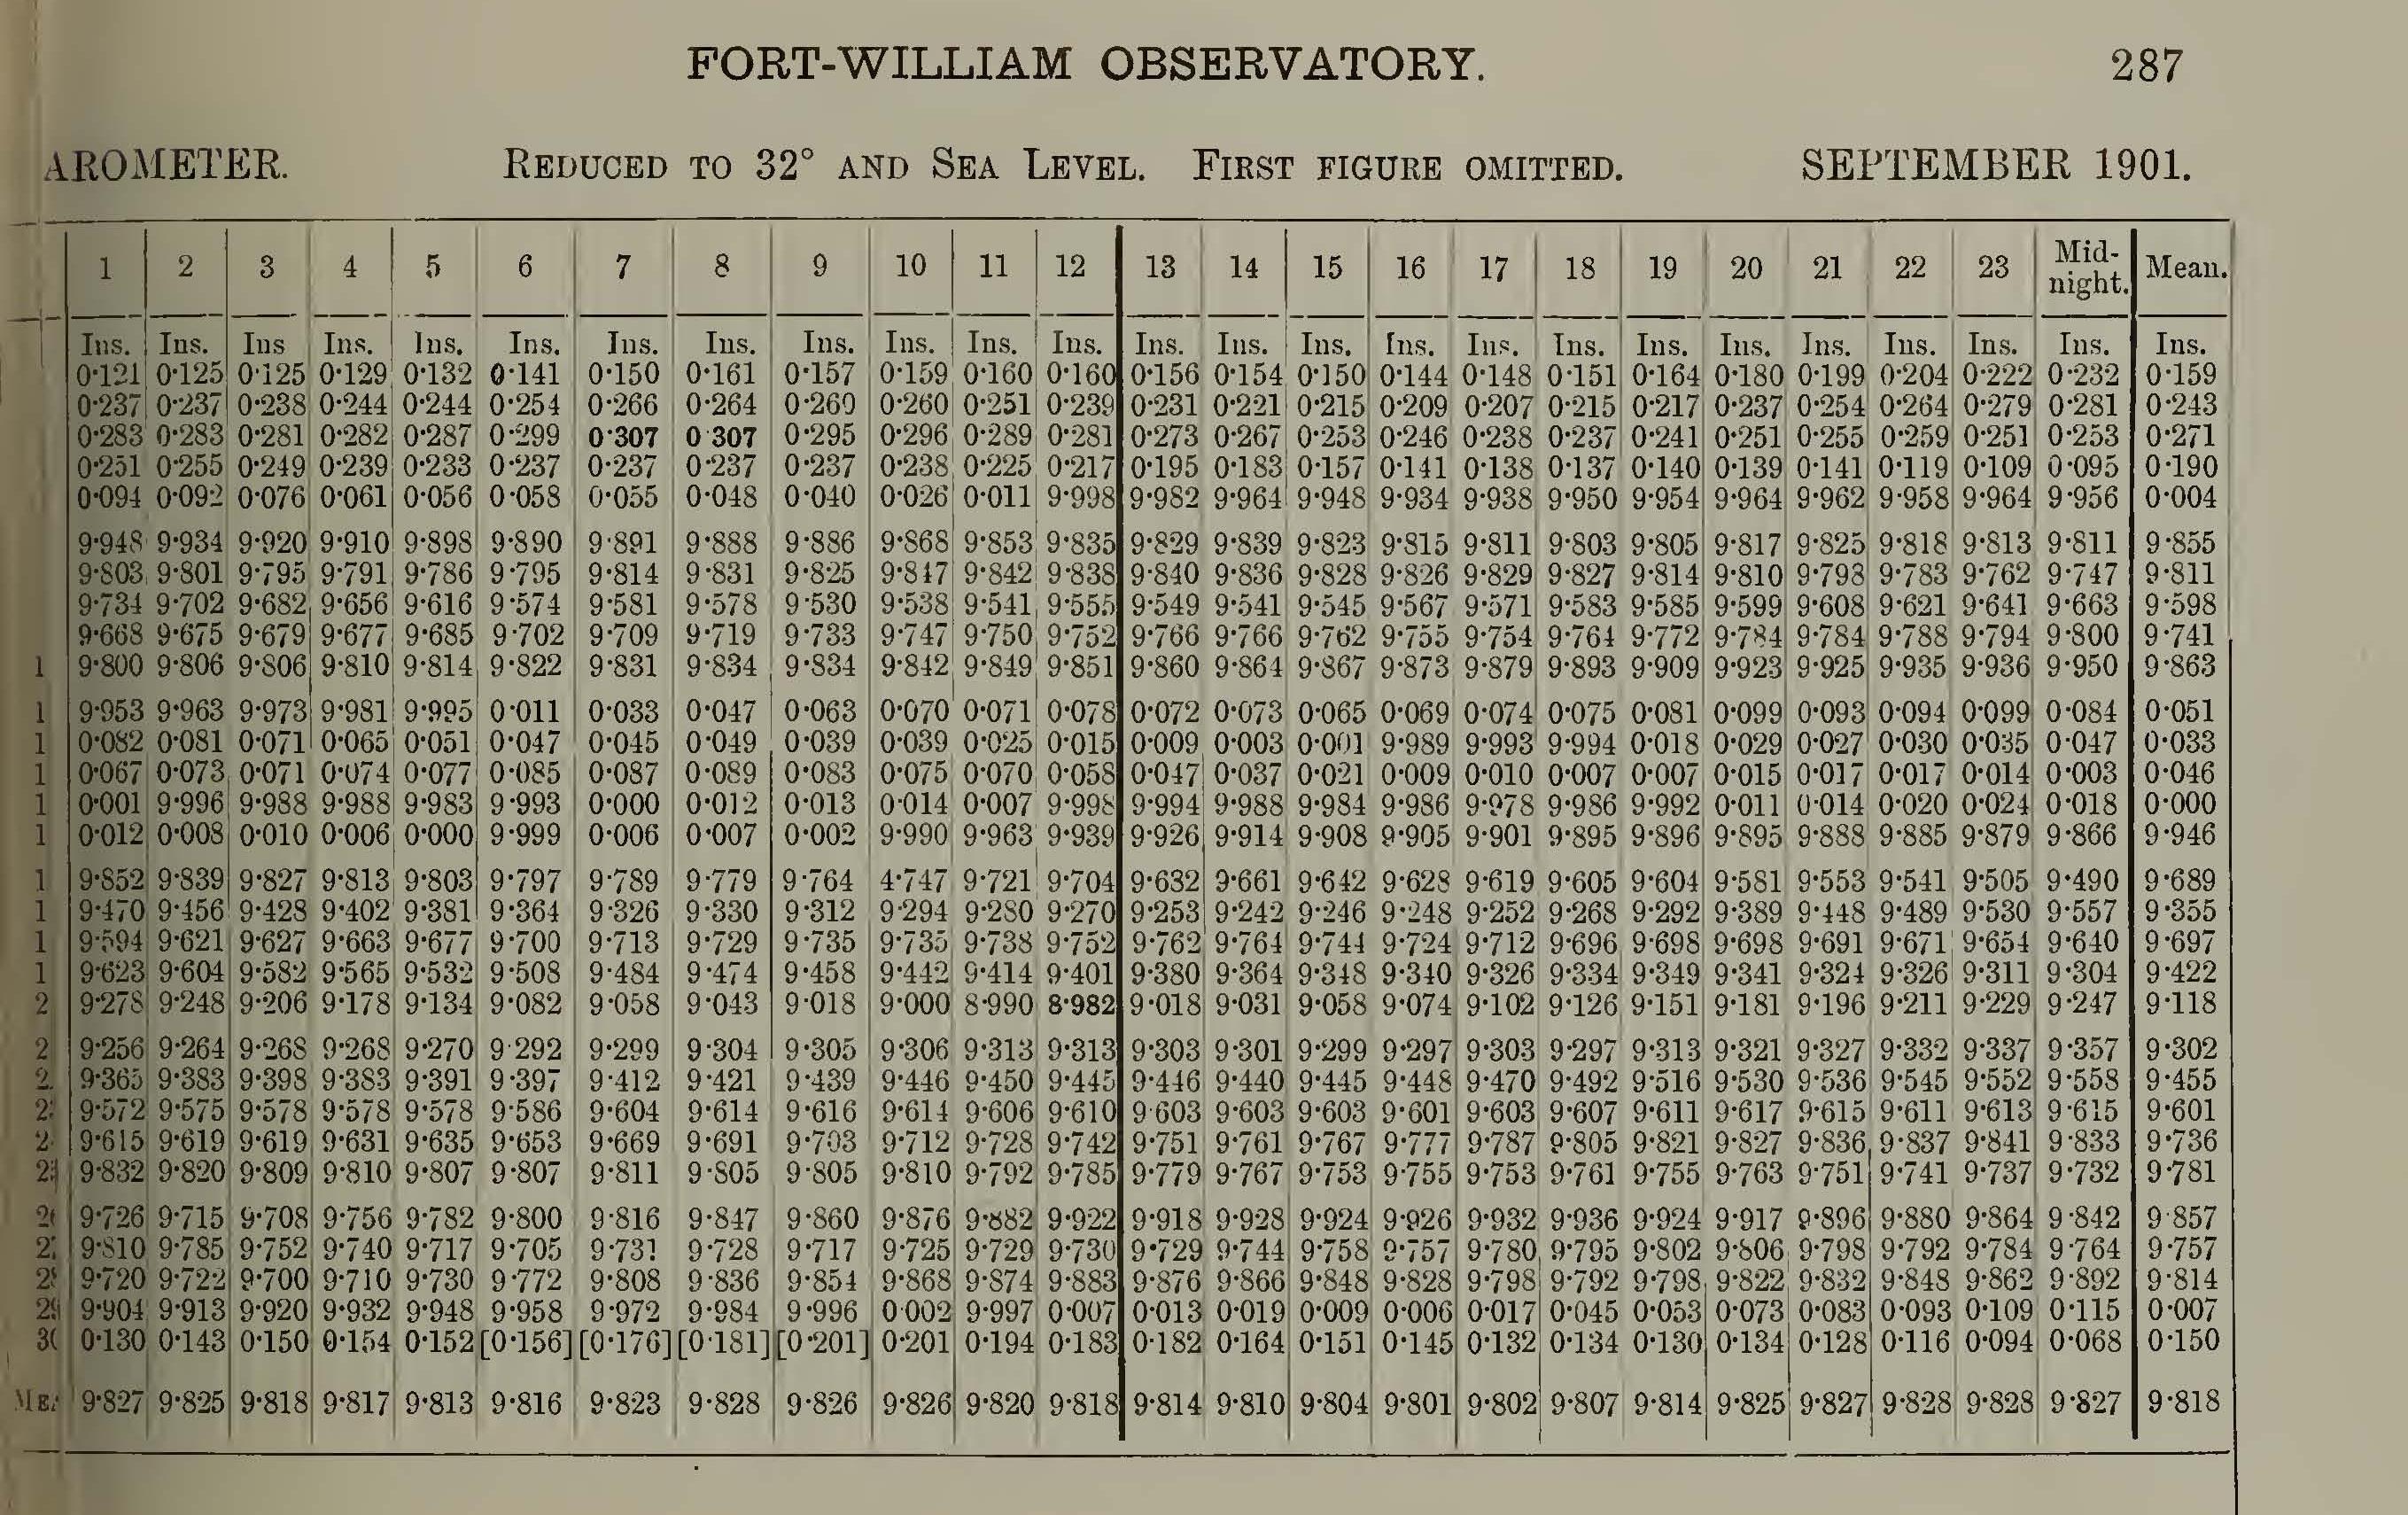 FORT-WILLIAM OBSERVATORY. 287
AROMETER. REDUCED TO 32° AND SEA LEVEL. FIRST FIGURE OMITTED. SEPTEMBER 1901.
1 2 3 4 5 6 7 8 9 10 11 12 13 14 15 16 17 18 19 20 21 22 23 Mid-night. Mean.
Ins. Ins. Ins Ins. Ins. Ins. Ins. Ins. Ins. Ins. Ins. Ins. Ins. Ins. Ins. Ins. Ins. Ins. Ins. Ins. Ins. Ins. Ins. Ins. Ins.
0·121 0·125 0·125 0·129 0·132 0·141 0·150 0·161 0·157 0·159 0·160 0·160 0·156 0·154 0·150 0·144 0·148 0·151 0·164 0·180 0·199 0·204 0·222 0·232 0·159
0·237 0·237 0·238 0·244 0·244 0·254 0·266 0·264 0·260 0·260 0·251 0·239 0·231 0·221 0·215 0·209 0·207 0·215 0·217 0·237 0·254 0·264 0·279 0·281 0·243
0·283 0·283 0·281 0·282 0·287 0·299 0·307 0·307 0·295 0·296 0·289 0·281 0·273 0·267 0·253 0·246 0·238 0·237 0·241 0·251 0·255 0·259 0·251 0·253 0·271
0·251 0·255 0·249 0·239 0·233 0·237 0·237 0·237 0·237 0·238 0·225 0·217 0·195 0·183 0·157 0·141 0·138 0·137 0·140 0·139 0·141 0·119 0·109 0·095 0·190
0·094 0·092 0·076 0·061 0·056 0·058 0·055 0·048 0·040 0·026 0·011 9·998 9·982 9·964 9·948 9·934 9·938 9·950 9·954 9·964 9·962 9·958 9·964 9·956 0·004
9·948 9·934 9·920 9·910 9·898 9·890 9·891 9·888 9·886 9·868 9·853 9·835 9·829 9·839 9·823 9·815 9·811 9·803 9·805 9·817 9·825 9·818 9·813 9·811 9·855
9·803 9·801 9·795 9·791 9·786 9·795 9·814 9·831 9·825 9·847 9·842 9·838 9·840 9·836 9·828 9·826 9·829 9·827 9·814 9·810 9·798 9·783 9·762 9·747 9·811
9·734 9·702 9·682 9·656 9·616 9·574 9·581 9·578 9·530 9·538 9·541 9·555 9·549 9·541 9·545 9·567 9·571 9·583 9·585 9·599 9·608 9·621 9·641 9·663 9·598
9·668 9·675 9·679 9·677 9·685 9·702 9·709 9·719 9·733 9·747 9·750 9·752 9·766 9·766 9·762 9·755 9·754 9·764 9·772 9·784 9·784 9·788 9·794 9·800 9·741
1 9·800 9·806 9·806 9·810 9·814 9·822 9·831 9·834 9·834 9·842 9·849 9·851 9·860 9·864 9·867 9·873 9·879 9·893 9·909 9·923 9·925 9·935 9·936 9·950 9·863
1 9·953 9·963 9·973 9·981 9·995 0·011 0·033 0·047 0·063 0·070 0·071 0·078 0·072 0·073 0·065 0·069 0·074 0·075 0·081 0·099 0·093 0·094 0·099 0·084 0·051
1 0·082 0·081 0·071 0·065 0·051 0·047 0·045 0·049 0·039 0·039 0·025 0·015 0·009 0·003 0·001 9·989 9·993 9·994 0·018 0·029 0·027 0·030 0·035 0·047 0·033
1 0·067 0·073 0·071 0·074 0·077 0·085 0·087 0·089 0·083 0·075 0·070 0·058 0·047 0·037 0·021 0·009 0·010 0·007 0·007 0·015 0·017 0·017 0·014 0·003 0·046
1 0·001 9·996 9·988 9·988 9·983 9·993 0·000 0·012 0·013 0·014 0·007 9·998 9·994 9·988 9·984 9·986 9·978 9·986 9·992 0·011 0·014 0·020 0·024 0·018 0·000
1 0·012 0·008 0·010 0·006 0·000 9·999 0·006 0·007 0·002 9·990 9·963 9·939 9·926 9·914 9·908 9·905 9·901 9·895 9·896 9·895 9·888 9·885 9·879 9·866 9·946
1 9·852 9·839 9·827 9·813 9·803 9·797 9·789 9·779 9·764 4·747 9·721 9·704 9·632 9·661 9·642 9·628 9·619 9·605 9·604 9·581 9·553 9·541 9·505 9·490 9·689
1 9·470 9·456 9·428 9·402 9·381 9·364 9·326 9·330 9·312 9·294 9·280 9·270 9·253 9·242 9·246 9·248 9·252 9·268 9·292 9·389 9·448 9·489 9·530 9·557 9·355
1 9·594 9·621 9·627 9·663 9·677 9·700 9·713 9·729 9·735 9·735 9·738 9·752 9·762 9·764 9·744 9·724 9·712 9·696 9·698 9·698 9·691 9·671 9·654 9·640 9·697
1 9·623 9·604 9·582 9·565 9·532 9·508 9·484 9·474 9·458 9·442 9·414 9·401 9·380 9·364 9·348 9·340 9·326 9·334 9·349 9·341 9·324 9·326 9·311 9·304 9·422
2 9·278 9·248 9·206 9·178 9·134 9·082 9·058 9·043 9·018 9·000 8·990 8·982 9·018 9·031 9·058 9·074 9·102 9·126 9·151 9·181 9·196 9·211 9·229 9·247 9·118
2 9·256 9·264 9·268 9·268 9·270 9·292 9·299 9·304 9·305 9·306 9·313 9·313 9·303 9·301 9·299 9·297 9·303 9·297 9·313 9·321 9·327 9·332 9·337 9·357 9·302
2 9·365 9·383 9·398 9·383 9·391 9·397 9·412 9·421 9·439 9·446 9·450 9·445 9·446 9·440 9·445 9·448 9·470 9·492 9·516 9·530 9·536 9·545 9·552 9·558 9·455
2 9·572 9·575 9·578 9·578 9·578 9·586 9·604 9·614 9·616 9·614 9·606 9·610 9·603 9·603 9·603 9·601 9·603 9·607 9·611 9·617 9·615 9·611 9·613 9·615 9·601
2 9·615 9·619 9·619 9·631 9·635 9·653 9·669 9·691 9·703 9·712 9·728 9·742 9·751 9·761 9·767 9·777 9·787 9·805 9·821 9·827 9·836 9·837 9·841 9·833 9·736
2 9·832 9·820 9·809 9·810 9·807 9·807 9·811 9·805 9·805 9·810 9·792 9·785 9·779 9·767 9·753 9·755 9·753 9·761 9·755 9·763 9·751 9·741 9·737 9·732 9·781
2 9·726 9·715 9·708 9·756 9·782 9·800 9·816 9·847 9·860 9·876 9·882 9·922 9·918 9·928 9·924 9·926 9·932 9·936 9·924 9·917 9·896 9·880 9·864 9·842 9·857
2 9·810 9·785 9·752 9·740 9·717 9·705 9·731 9·728 9·717 9·725 9·729 9·730 9·729 9·744 9·758 9·757 9·780 9·795 9·802 9·806 9·798 9·792 9·784 9·764 9·757
2 9·720 9·722 9·700 9·710 9·730 9·772 9·808 9·836 9·854 9·868 9·874 9·883 9·876 9·866 9·848 9·828 9·798 9·792 9·798 9·822 9·832 9·848 9·862 9·892 9·814
29 9·904 9·913 9·920 9·932 9·948 9·958 9·972 9·984 9·996 0·002 9·997 0·007 0·013 0·019 0·009 0·006 0·017 0·045 0·053 0·073 0·083 0·093 0·109 0·115 0·007
30 0·130 0·143 0·150 0·154 0·152 [0·156] [0·176] [0·181] [0·201] 0·201 0·194 0·183 0·182 0·164 0·151 0·145 0·132 0·134 0·130 0·134 0·128 0·116 0·094 0·068 0·150
MEA 9·827 9·825 9·818 9·817 9·813 9·816 9·823 9·828 9·826 9·826 9·820 9·818 9·814 9·810 9·804 9·801 9·802 9·807 9·814 9·825 9·827 9·828 9·828 9·827 9·818